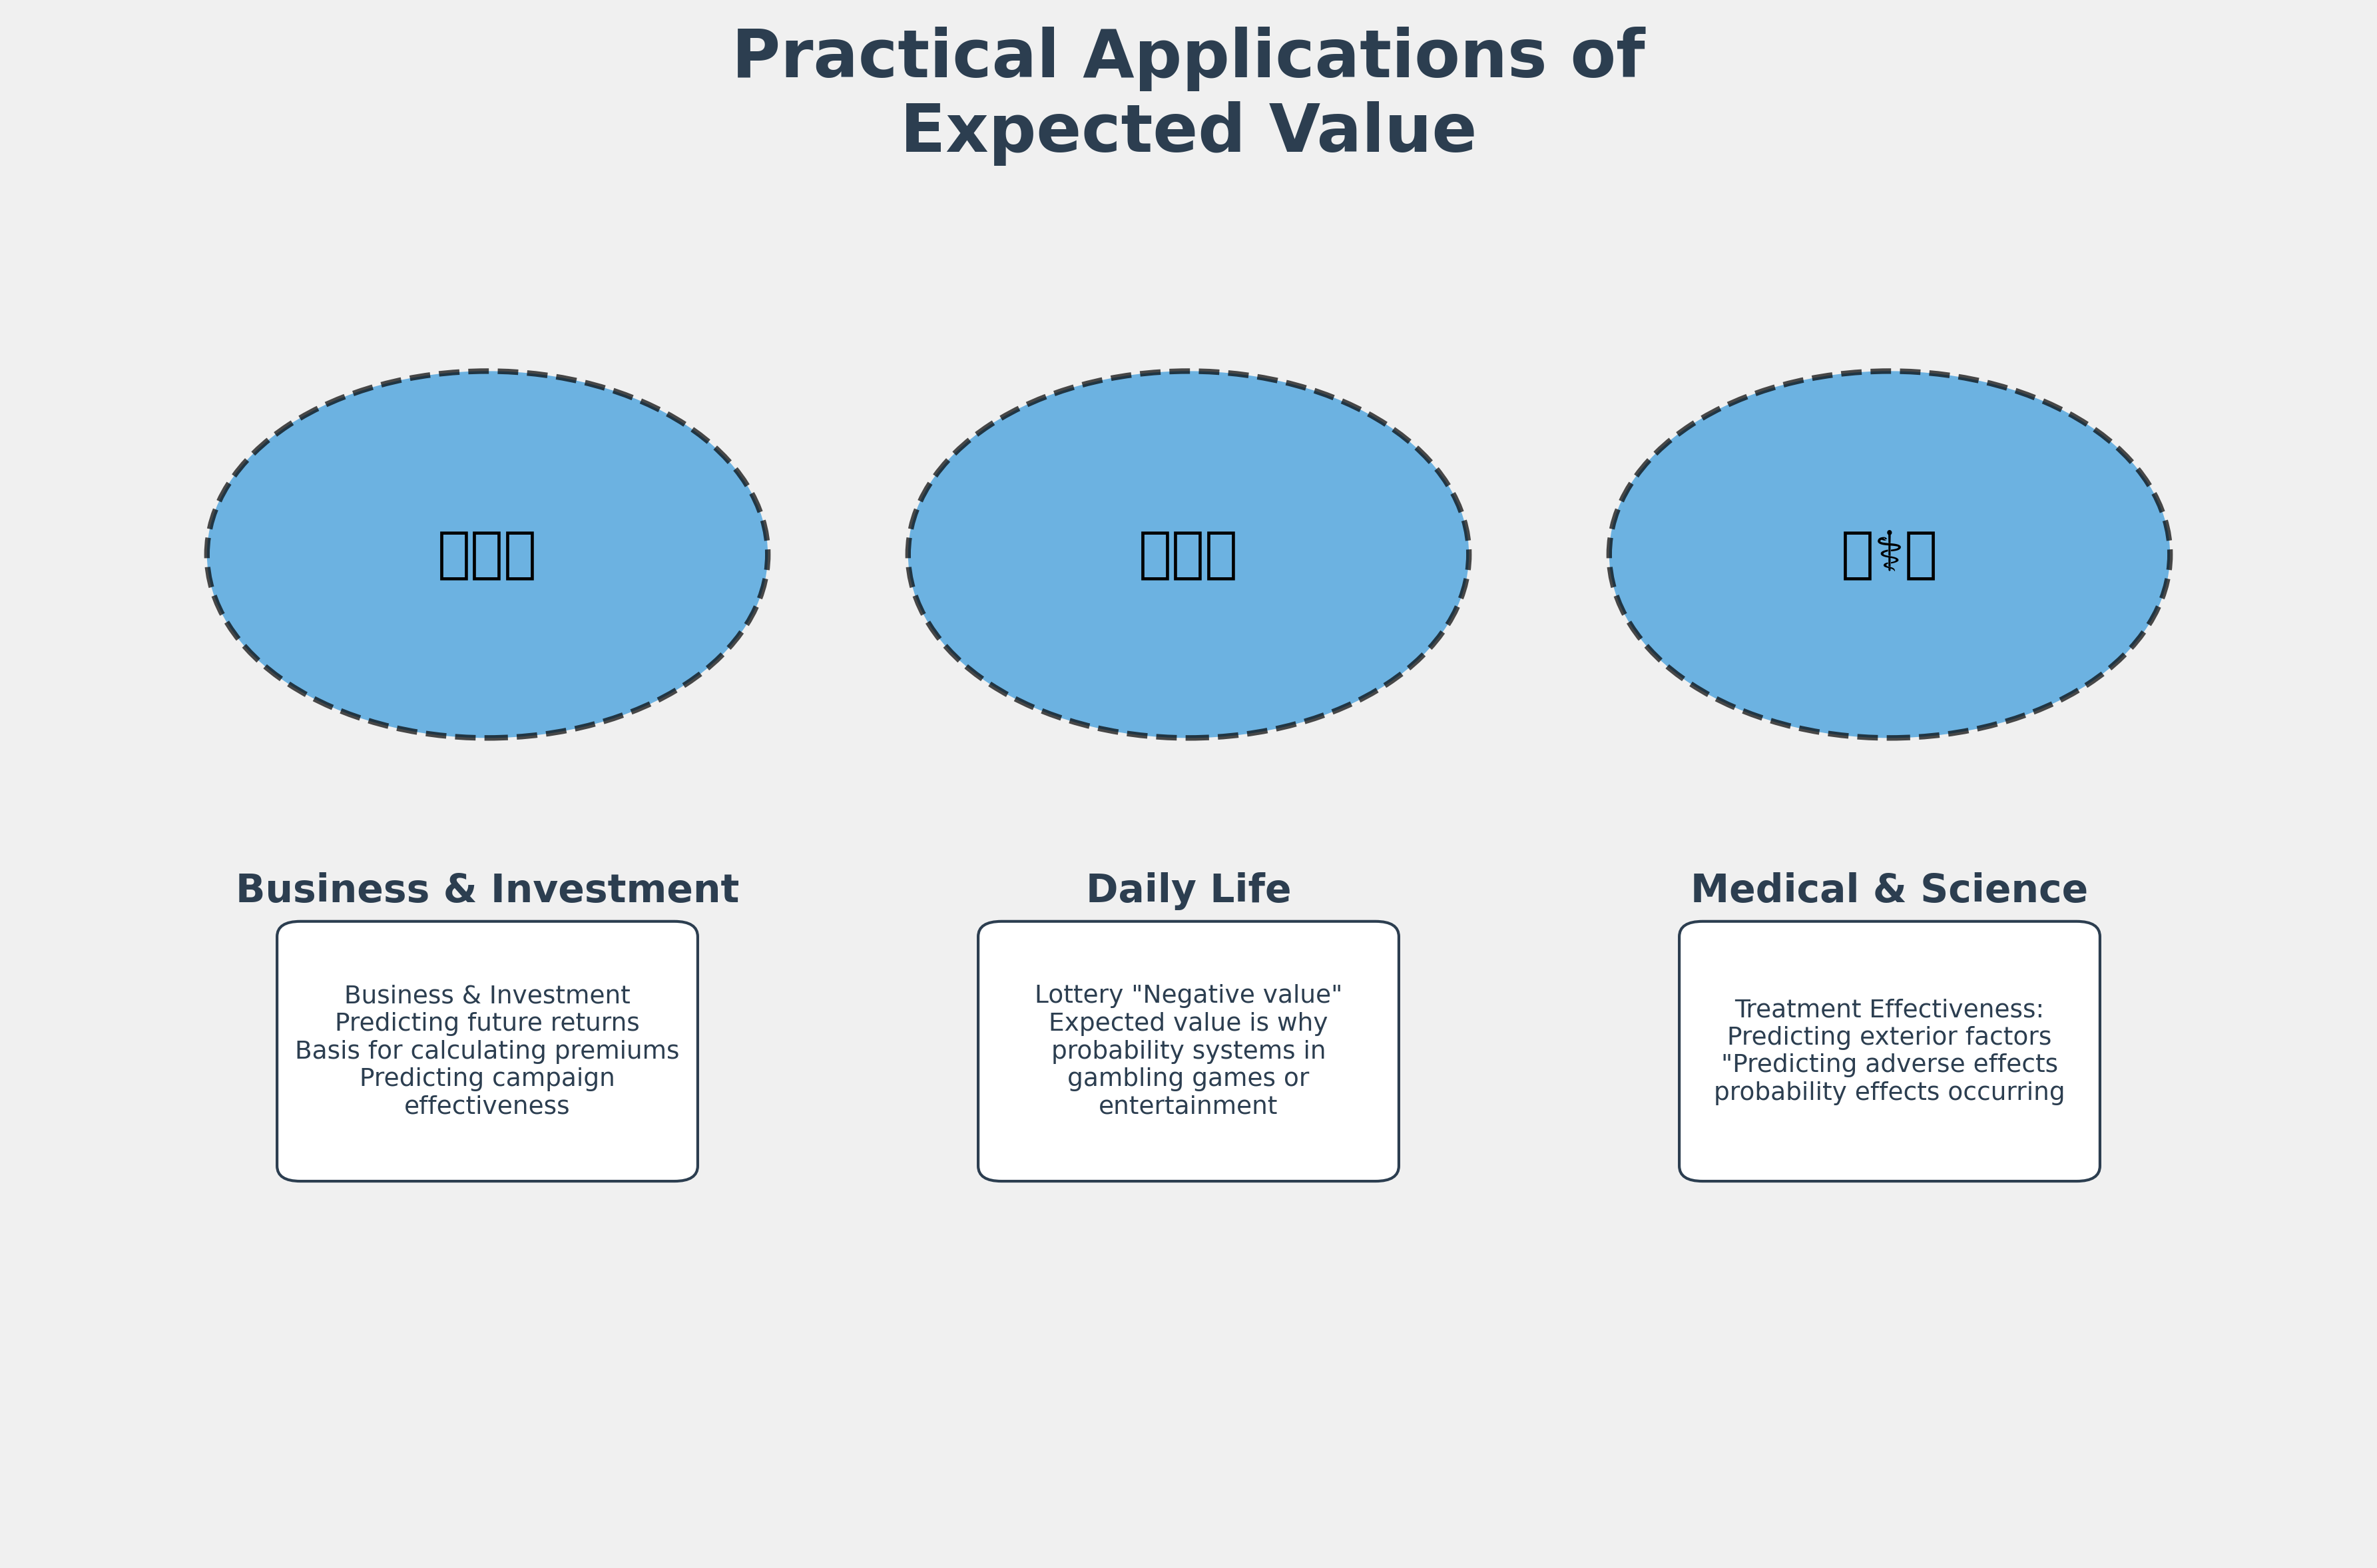 Practical Applications of
Expected Value
⚕
Business & Investment
Business & Investment
Predicting future returns
Basis for calculating premiums
Predicting campaign
effectiveness
Daily Life
Lottery "Negative value"
Expected value is why
probability systems in
gambling games or
entertainment
Medical & Science
Treatment Effectiveness:
Predicting exterior factors
"Predicting adverse effects
probability effects occurring